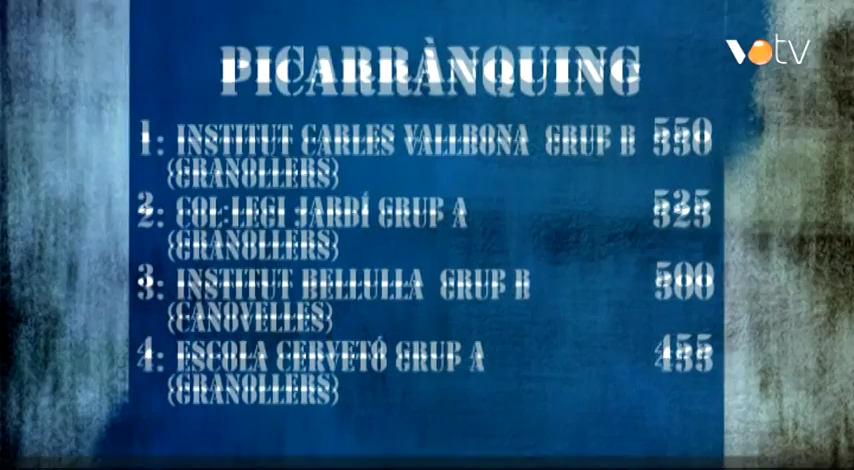 votv
PICARRÀNQUING
1: INSTITUT CARLES VALLBONA GRUP B 550
(GRANOLLERS)
2: COL·LEGI JARDÍ GRUP A 525
(GRANOLLERS)
3: INSTITUT BELLULLA GRUP B 500
(CANOVELLES)
4: ESCOLA CERVETÓ GRUP A 455
(GRANOLLERS)